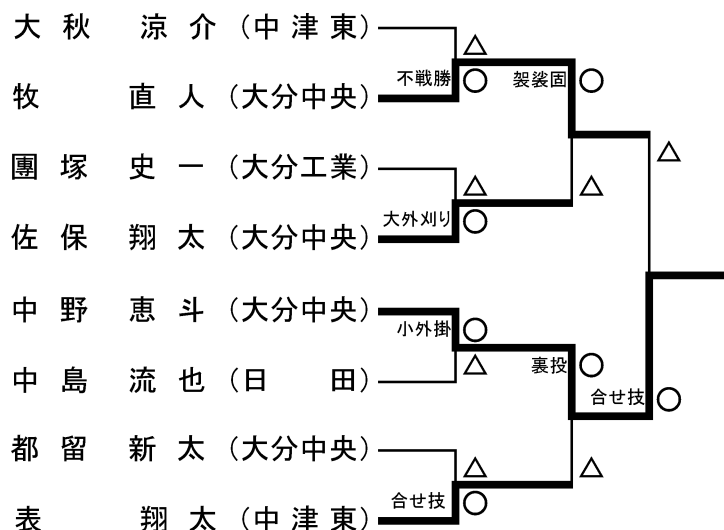 大秋 涼介（中津東）
△
不戦勝 ○ 袈裟固 ○
牧 直人（大分中央）
△
團塚 史一（大分工業）
△ △
大外刈り ○
佐保 翔太（大分中央）
中野 恵斗（大分中央）
小外掛 ○
裏投 ○
△
中島 流也（日 田）
合せ技 ○
都留 新太（大分中央）
△ △
合せ技 ○
表 翔太（中津東）